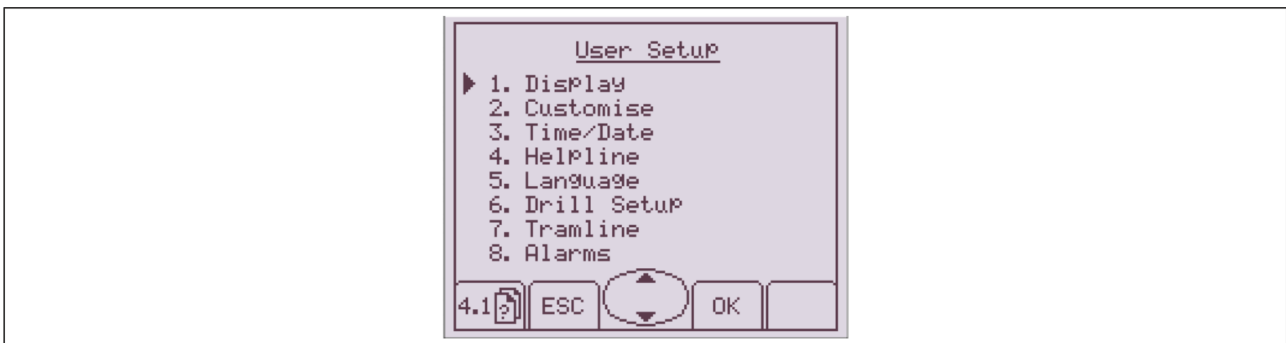 User Setup
1. Display
2. Customise
3. Time/Date
4. Helpline
5. Language
6. Drill Setup
7. Tramline
8. Alarms
4.1 ? ESC OK